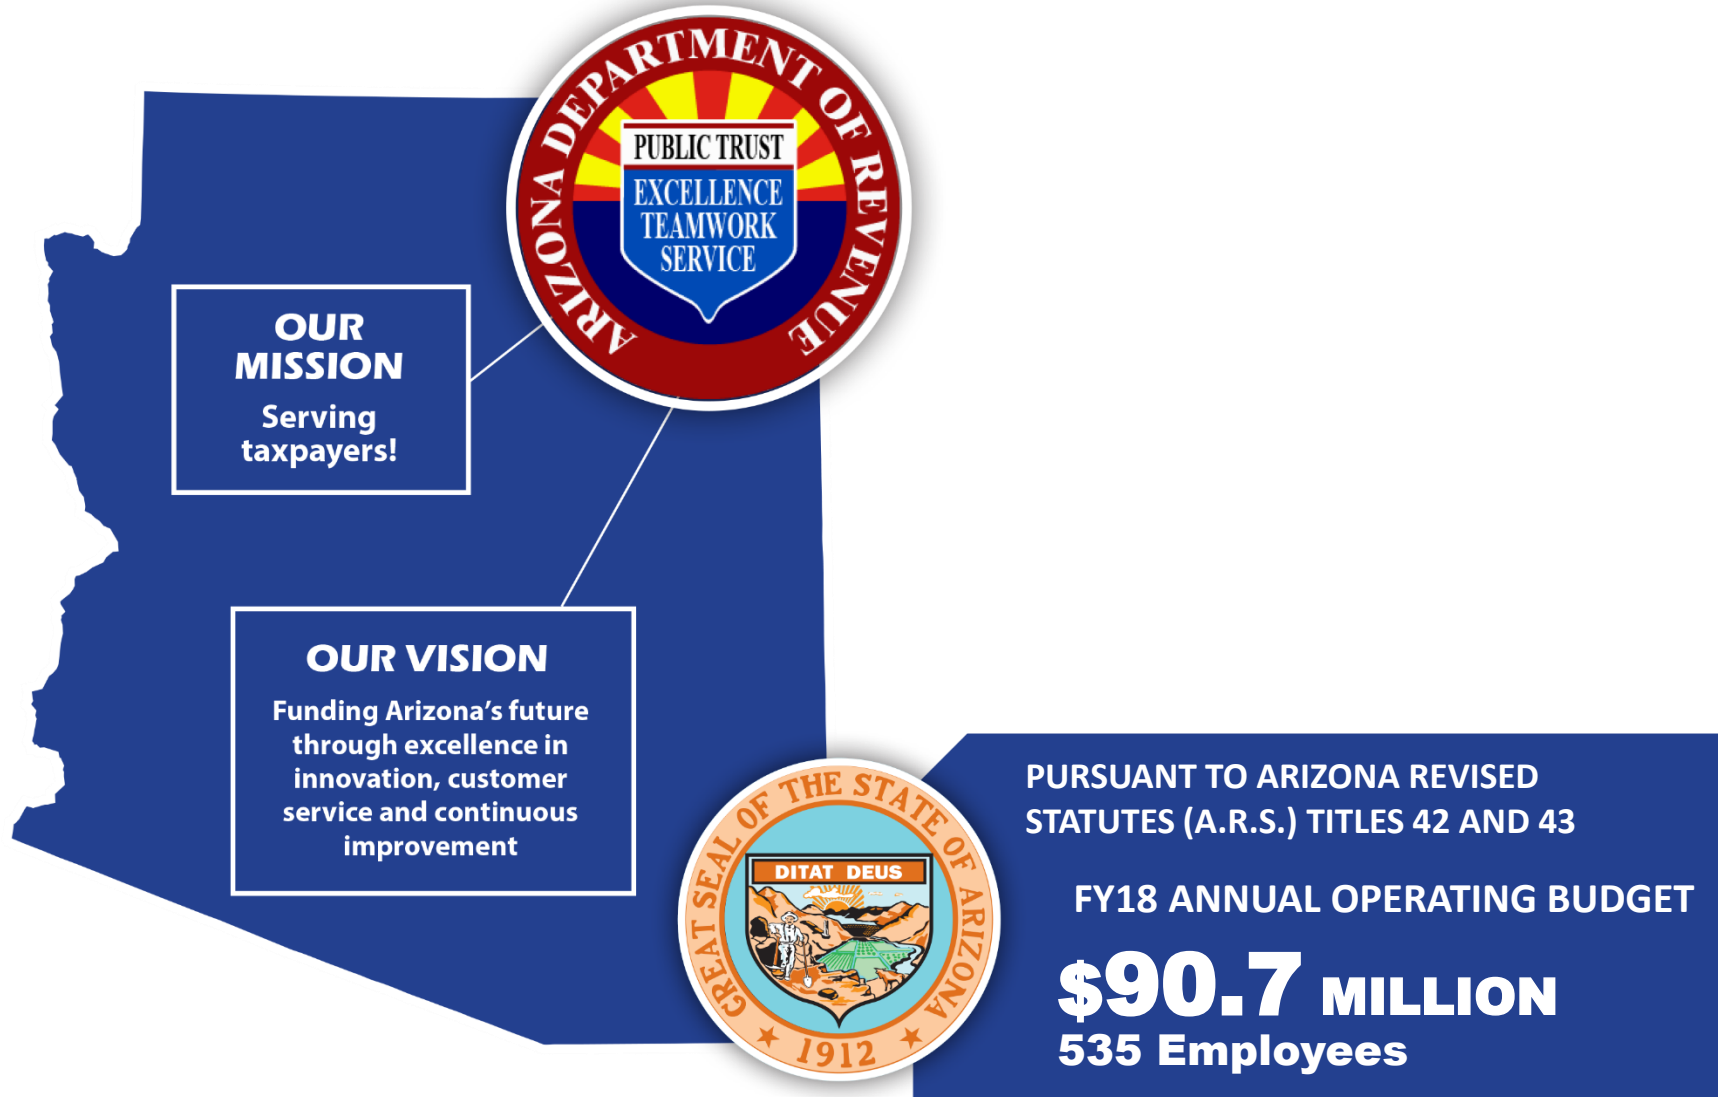 ARIZONA DEPARTMENT OF REVENUE
PUBLIC TRUST
EXCELLENCE
TEAMWORK
SERVICE
OUR
MISSION
Serving
taxpayers!
OUR VISION
Funding Arizona’s future
through excellence in
innovation, customer
service and continuous
improvement
GREAT SEAL OF THE STATE OF ARIZONA
DITAT DEUS
1912
PURSUANT TO ARIZONA REVISED
STATUTES (A.R.S.) TITLES 42 AND 43
FY18 ANNUAL OPERATING BUDGET
$90.7 MILLION
535 Employees